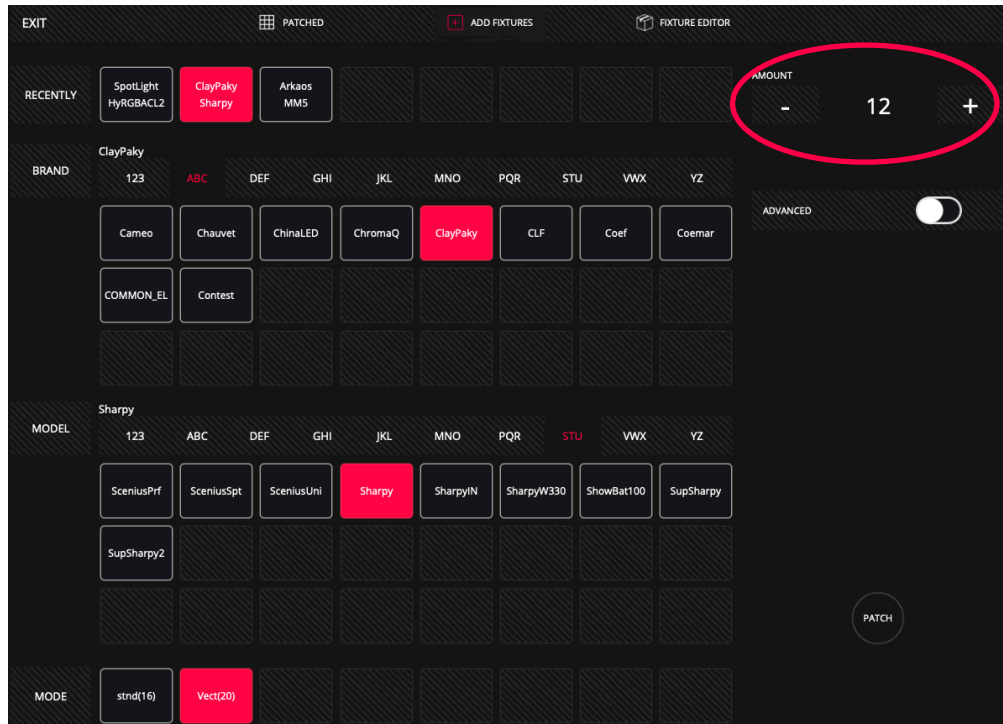 EXIT
PATCHED
ADD FIXTURES
FIXTURE EDITOR
RECENTLY
SpotLight
HyRGBACL2
ClayPaky
Sharpy
Arkaos
MM5
AMOUNT
- 12 +
BRAND
ClayPaky
123 ABC DEF GHI JKL MNO PQR STU VWX YZ
ADVANCED
Cameo Chauvet ChinaLED ChromaQ ClayPaky CLF Coef Coemar
COMMON_EL Contest
MODEL
Sharpy
123 ABC DEF GHI JKL MNO PQR STU VWX YZ
SceniusPrf SceniusSpt SceniusUni Sharpy SharpyIN SharpyW330 ShowBat100 SupSharpy
SupSharpy2
PATCH
MODE
stnd(16) Vect(20)